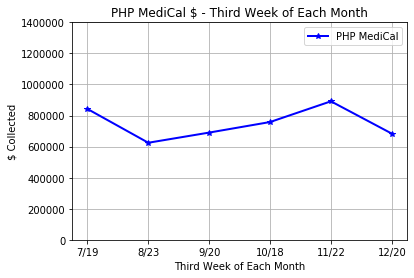 PHP MediCal $ - Third Week of Each Month
PHP MediCal
1400000
1200000
1000000
800000
600000
400000
200000
0
$ Collected
7/19 8/23 9/20 10/18 11/22 12/20
Third Week of Each Month